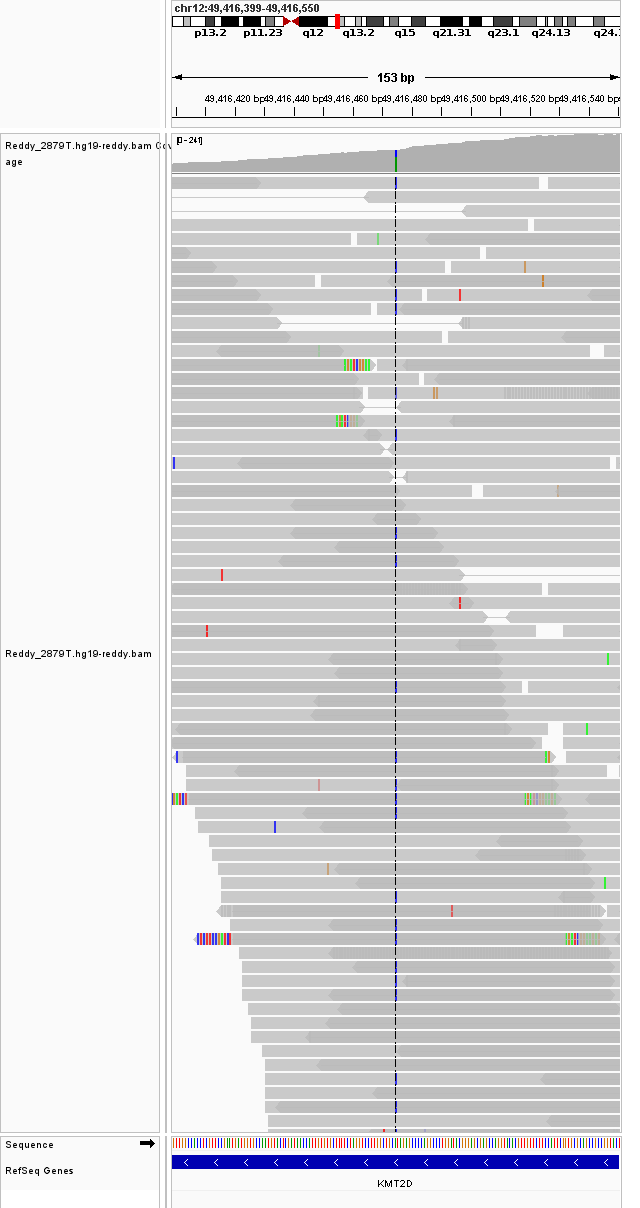 chr12:49,416,399-49,416,550
p13.2 p11.23 q12 q13.2 q15 q21.31 q23.1 q24.13 q24.
153 bp
49,416,420 bp 49,416,440 bp 49,416,460 bp 49,416,480 bp 49,416,500 bp 49,416,520 bp 49,416,540 bp
[0 - 241]
Reddy_2879T.hg19-reddy.bam Cov
age
Reddy_2879T.hg19-reddy.bam
Sequence
RefSeq Genes
KMT2D